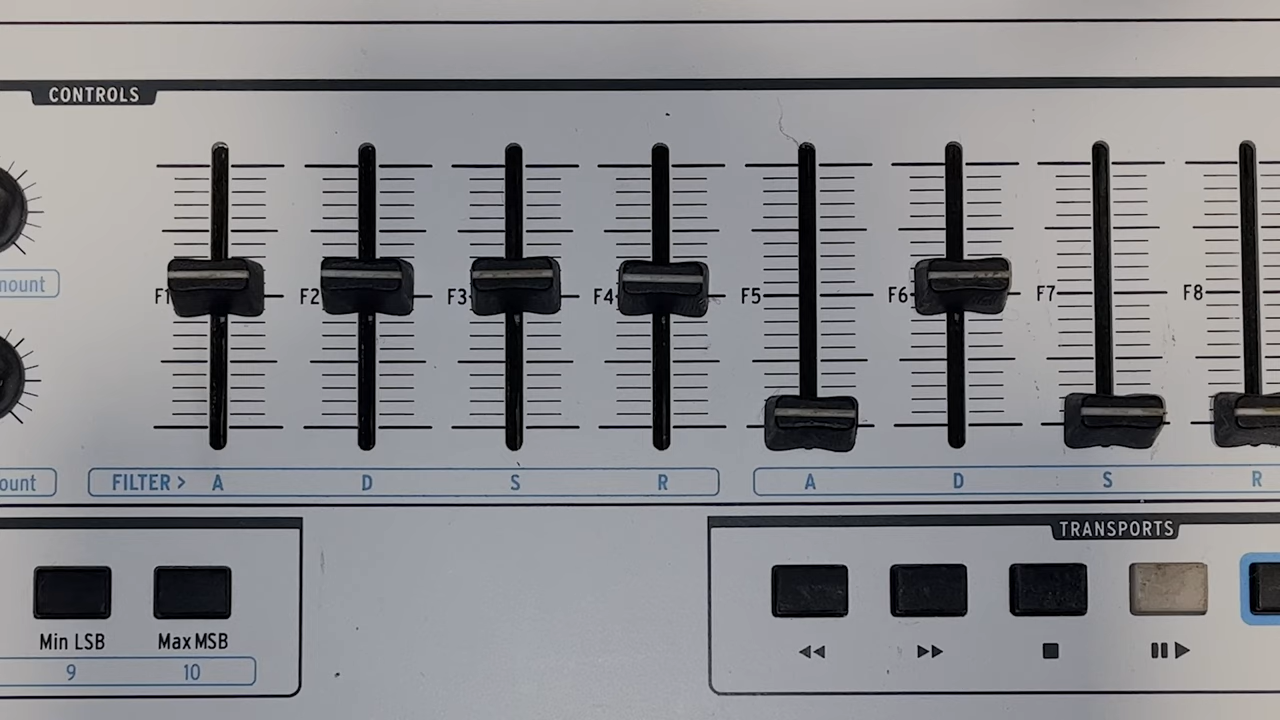 CONTROLS
mount
F1 F2 F3 F4 F5 F6 F7 F8
ount
FILTER > A D S R A D S R
TRANSPORTS
Min LSB Max MSB
9 10